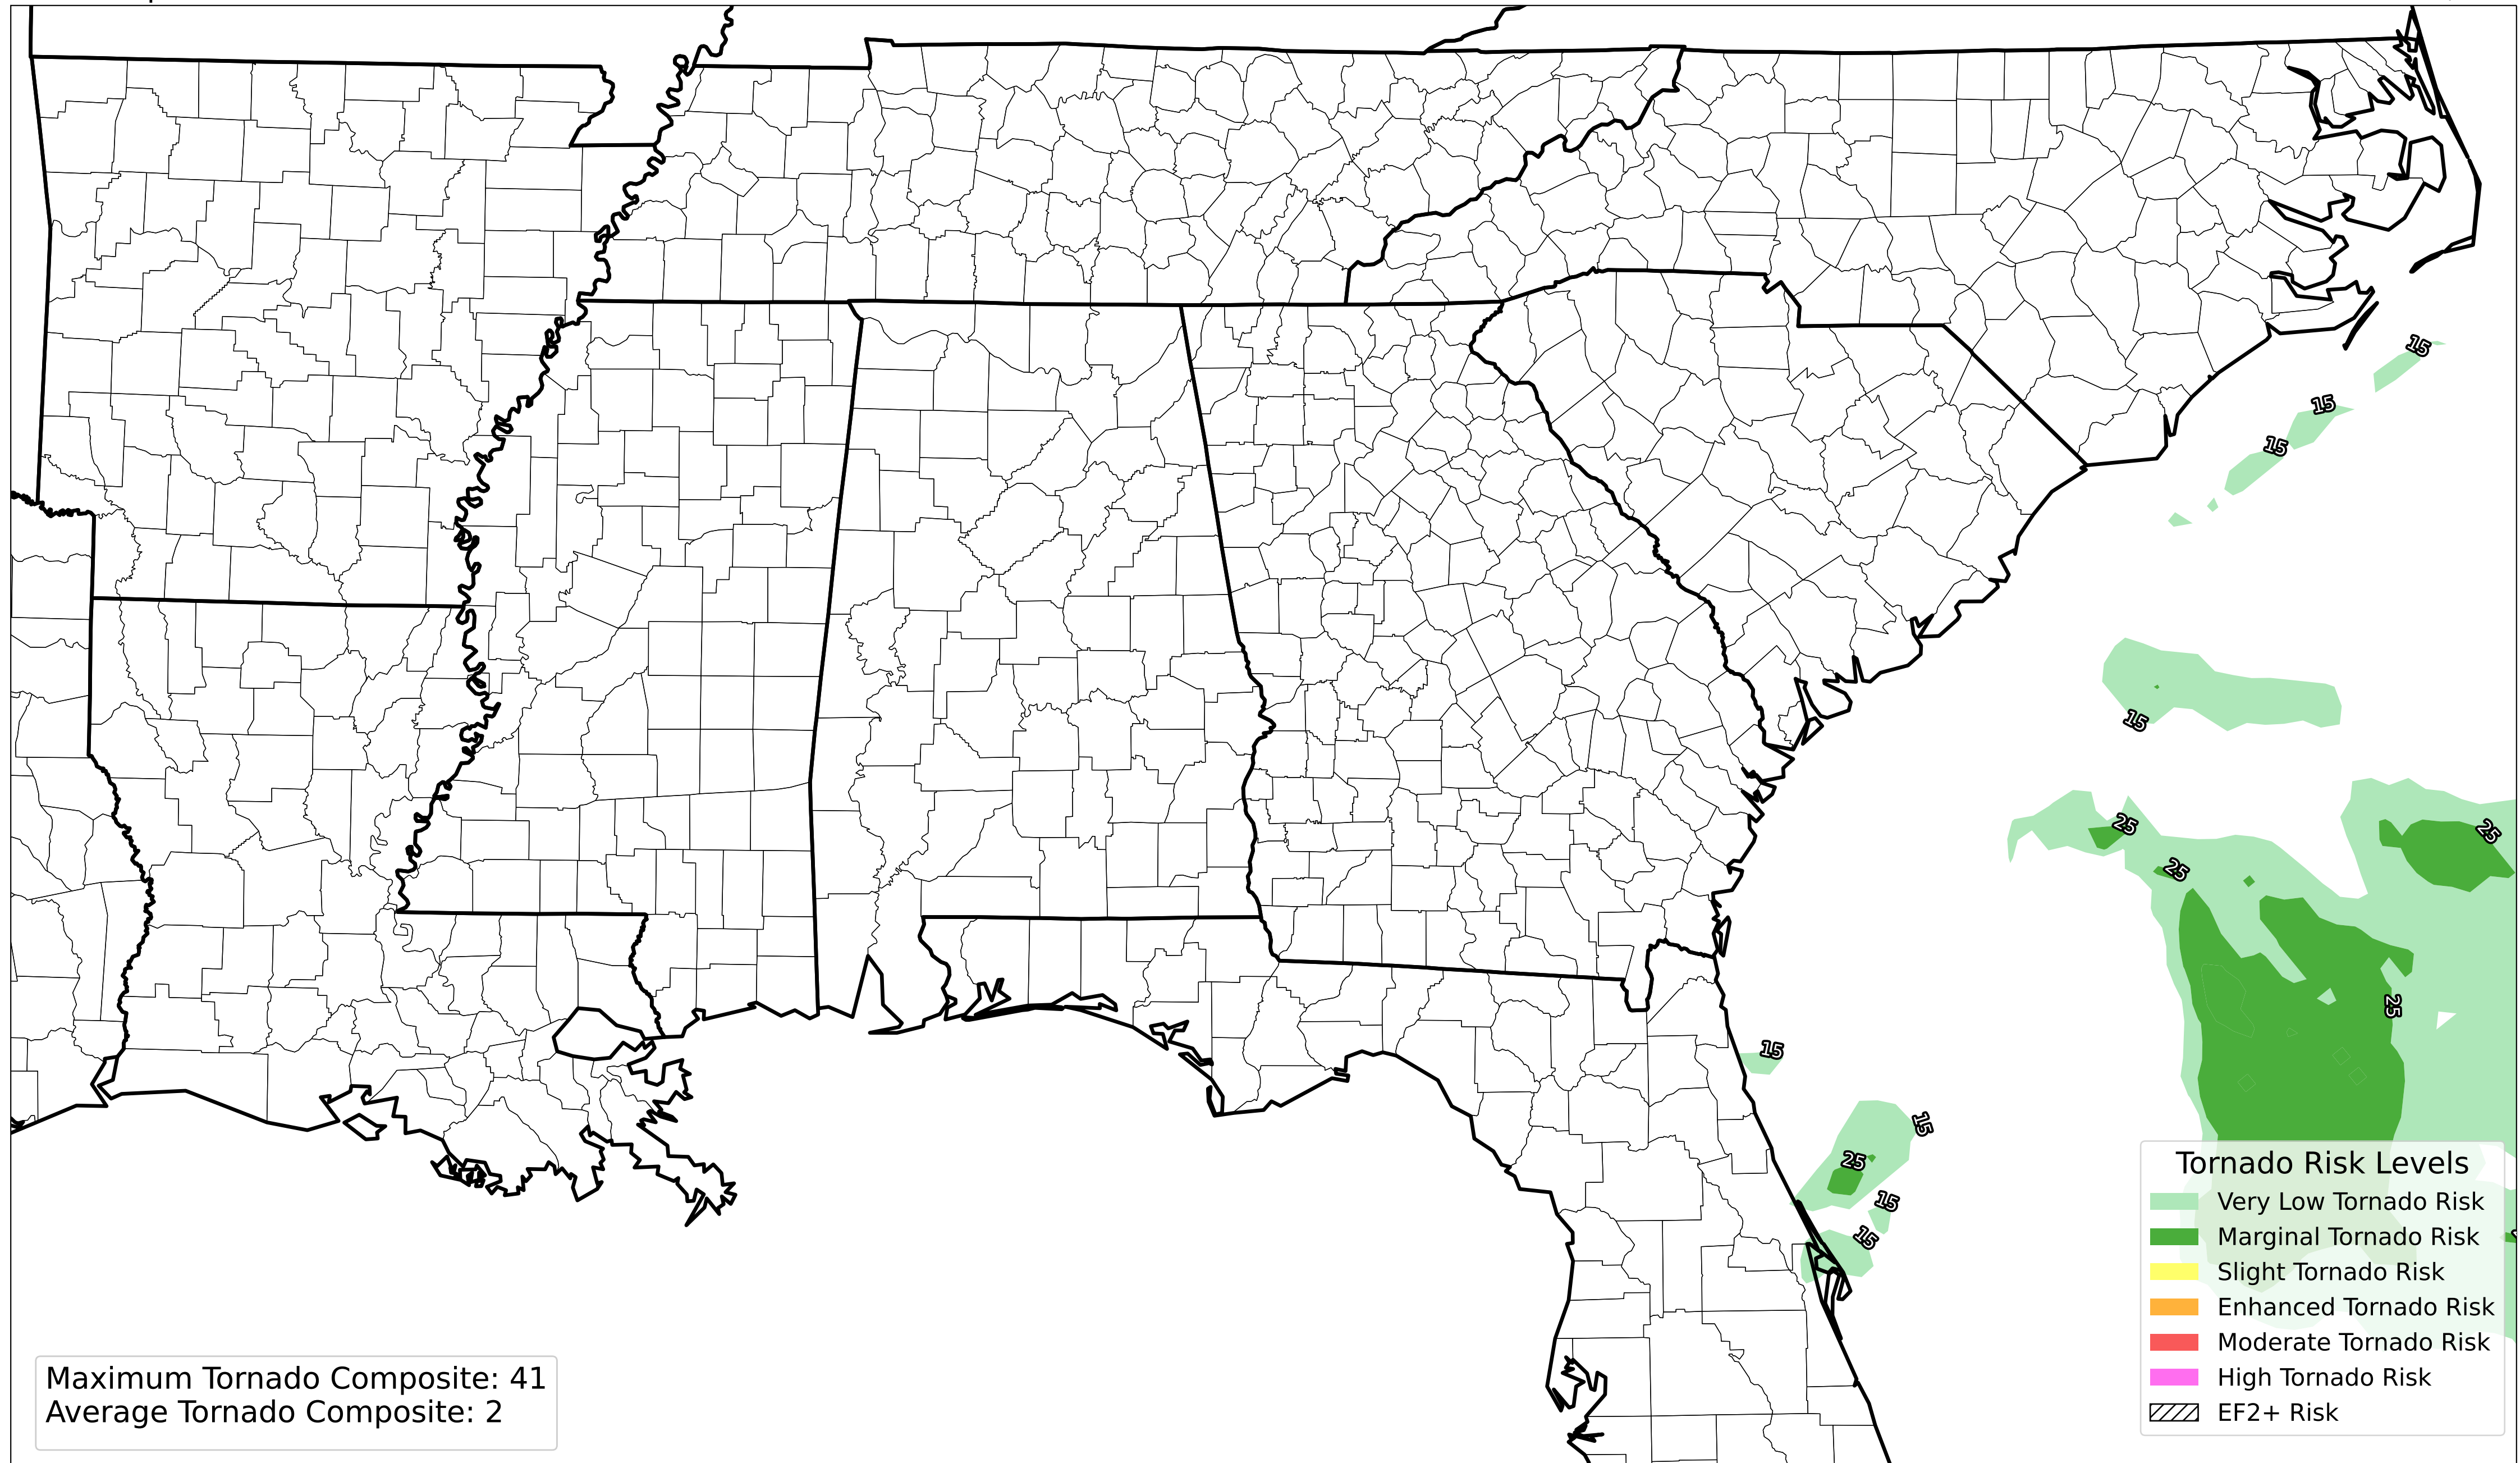 15
15
15
15
25
25
25
25
15
15
25
15
15
Tornado Risk Levels
Very Low Tornado Risk
Marginal Tornado Risk
Slight Tornado Risk
Enhanced Tornado Risk
Moderate Tornado Risk
High Tornado Risk
EF2+ Risk
Maximum Tornado Composite: 41
Average Tornado Composite: 2